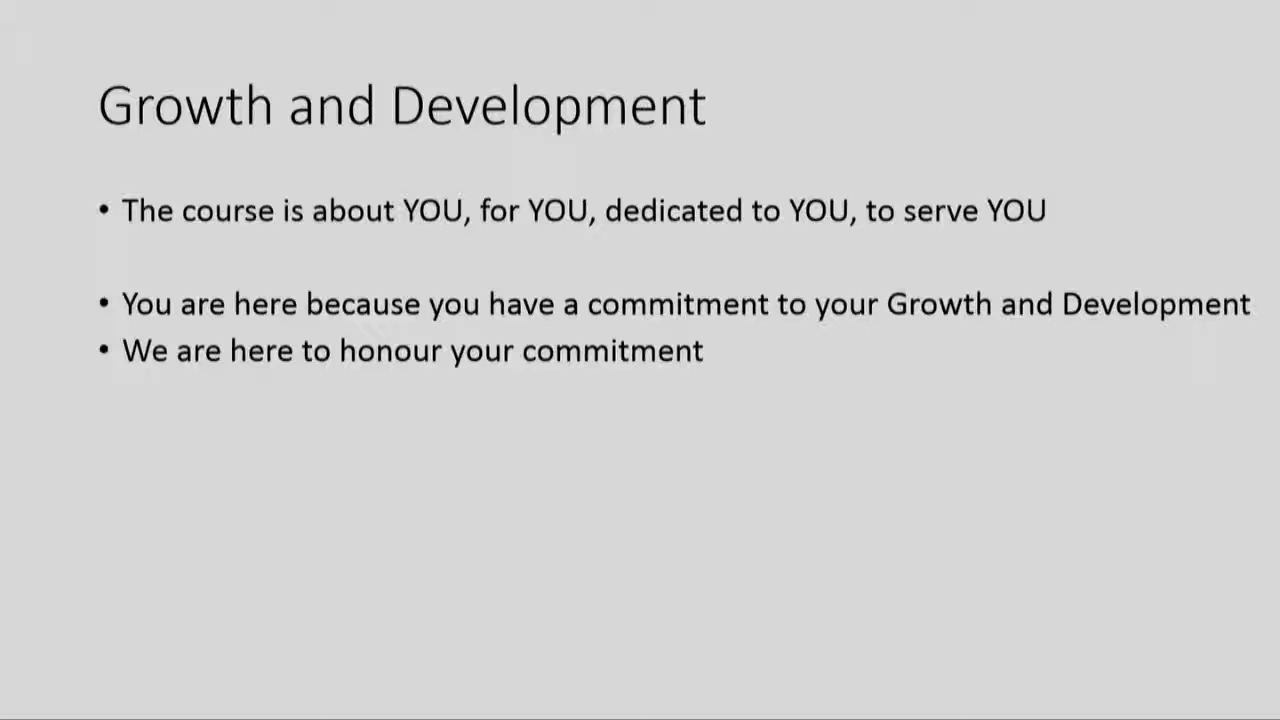 Growth and Development
• The course is about YOU, for YOU, dedicated to YOU, to serve YOU
• You are here because you have a commitment to your Growth and Development
• We are here to honour your commitment